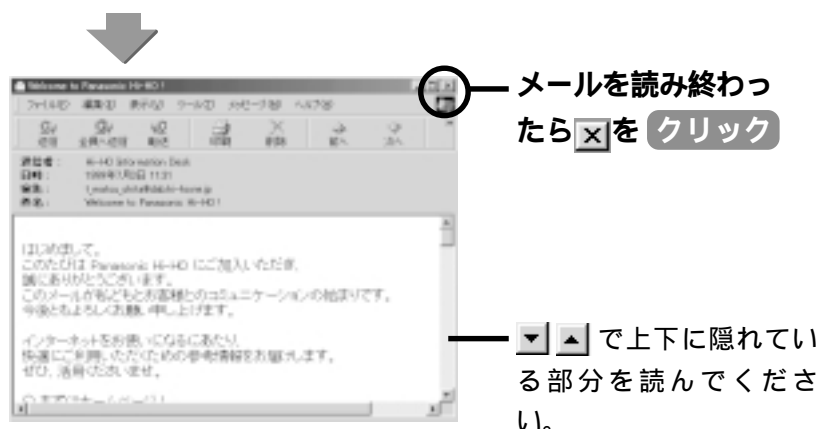 Welcome to Panasonic Hi-HO !
メールを読み終わっ
たら×を クリック
ファイル(F) 編集(E) 表示(V) ツール(T) メッセージ(M) ヘルプ(H)
返信 全員へ返信 転送 印刷 削除 前へ 次へ
送信者 : Hi-HO Information Desk
日時 :
宛先 :
件名 : Welcome to Panasonic Hi-HO !
はじめまして。
このたびは Panasonic Hi-HO にご加入いただき、
誠にありがとうございます。
このメールが私どもとお客様とのコミュニケーションの始まりです。
今後ともよろしくお願い申し上げます。
インターネットをお使いになるにあたり、
快適にご利用いただくための参考情報をお届けします。
ぜひ、ご活用くださいませ。
▼ ▲ で上下に隠れてい
る部分を読んでくださ
い。